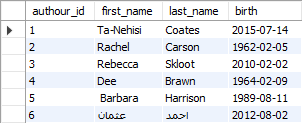 authour_id first_name last_name birth
1 Ta-Nehisi Coates 2015-07-14
2 Rachel Carson 1962-02-05
3 Rebecca Skloot 2010-02-02
4 Dee Brawn 1964-02-09
5 Barbara Harrison 1989-08-11
6 عثمان احمد 2012-08-02